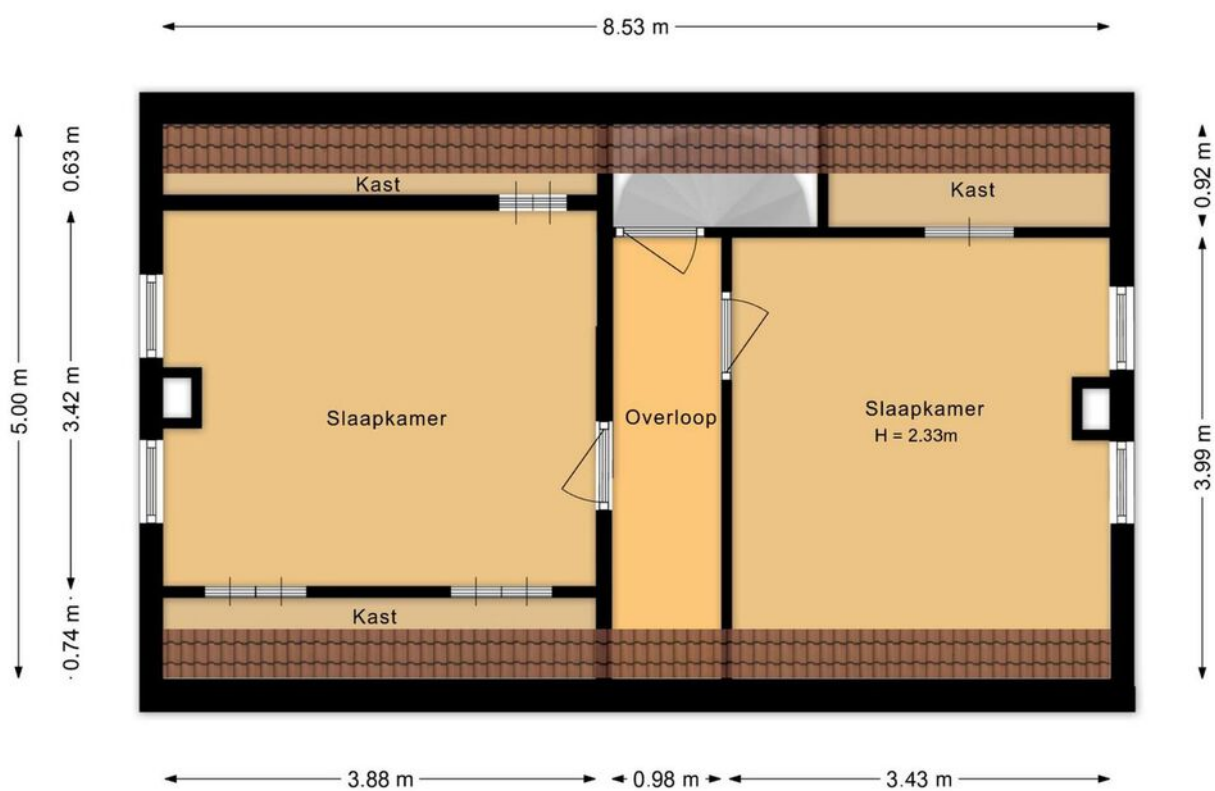 8.53 m
0.63 m
0.92 m
Kast
Kast
5.00 m
3.42 m
Slaapkamer
Overloop
Slaapkamer
H = 2.33m
3.99 m
0.74 m
Kast
3.88 m
0.98 m
3.43 m